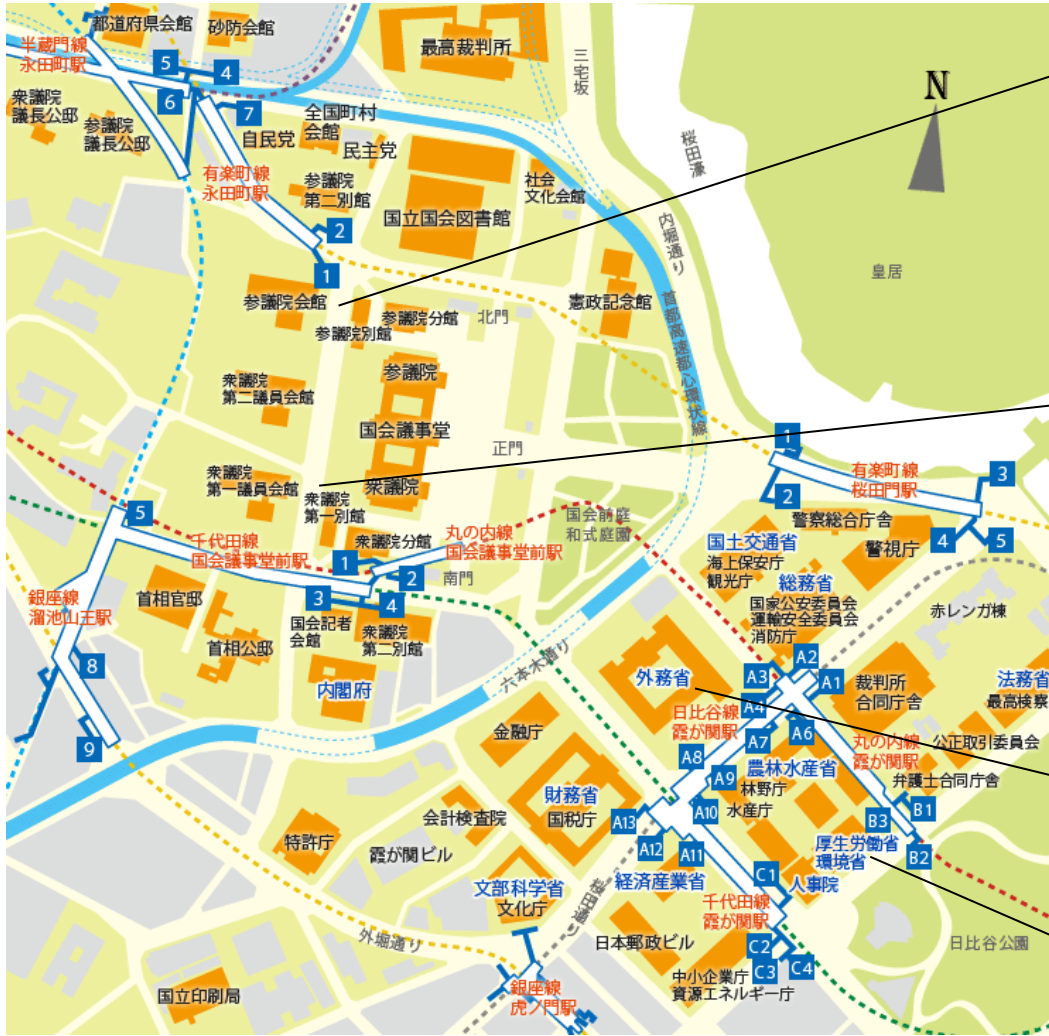 都道府県会館
砂防会館
最高裁判所
三宅坂
N
半蔵門線
永田町駅
5
4
6
7
衆議院
議長公邸
参議院
議長公邸
自民党
全国町村
会館
民主党
桜田濠
有楽町線
永田町駅
参議院
第二別館
国立国会図書館
社会
文化会館
内堀通り
2
1
皇居
参議院会館
参議院別館
参議院分館
北門
憲政記念館
首都高速都心環状線
衆議院
第二議員会館
参議院
国会議事堂
正門
衆議院
衆議院
第一議員会館
衆議院
第一別館
1
2
有楽町線
桜田門駅
3
4
5
警察総合庁舎
警視庁
5
千代田線
国会議事堂前駅
衆議院分館
丸の内線
国会議事堂前駅
国会前庭
和式庭園
1
2
3
4
南門
国土交通省
海上保安庁
観光庁
総務省
国家公安委員会
運輸安全委員会
消防庁
赤レンガ棟
銀座線
溜池山王駅
首相官邸
首相公邸
国会記者
会館
衆議院
第二別館
内閣府
六本木通り
8
9
外務省
A3
A2
A1
A4
裁判所
合同庁舎
法務省
最高検察
日比谷線
霞が関駅
A7
A6
丸の内線
霞が関駅
公正取引委員会
弁護士合同庁舎
金融庁
A8
A9
農林水産省
林野庁
水産庁
財務省
国税庁
A13
A10
A12
A11
B3
B1
B2
厚生労働省
環境省
会計検査院
特許庁
霞が関ビル
経済産業省
C1
人事院
文部科学省
文化庁
桜田通り
千代田線
霞が関駅
外堀通り
日本郵政ビル
C2
C3
C4
日比谷公園
中小企業庁
資源エネルギー庁
国立印刷局
銀座線
虎ノ門駅